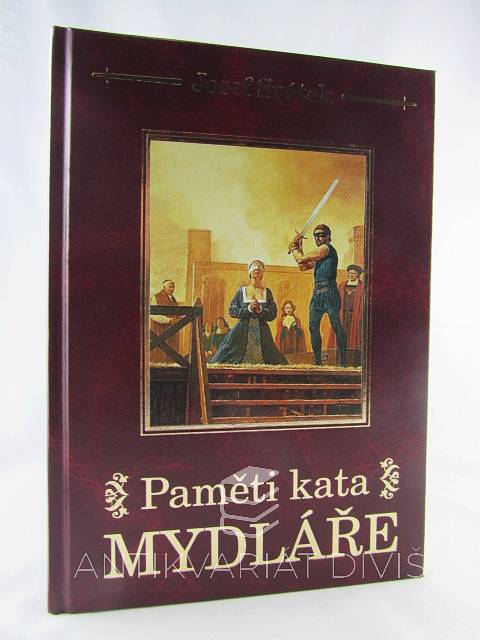 Josef Svátek
Paměti kata
MYDLÁŘE
ANTIKVARIÁT DIVIŠ